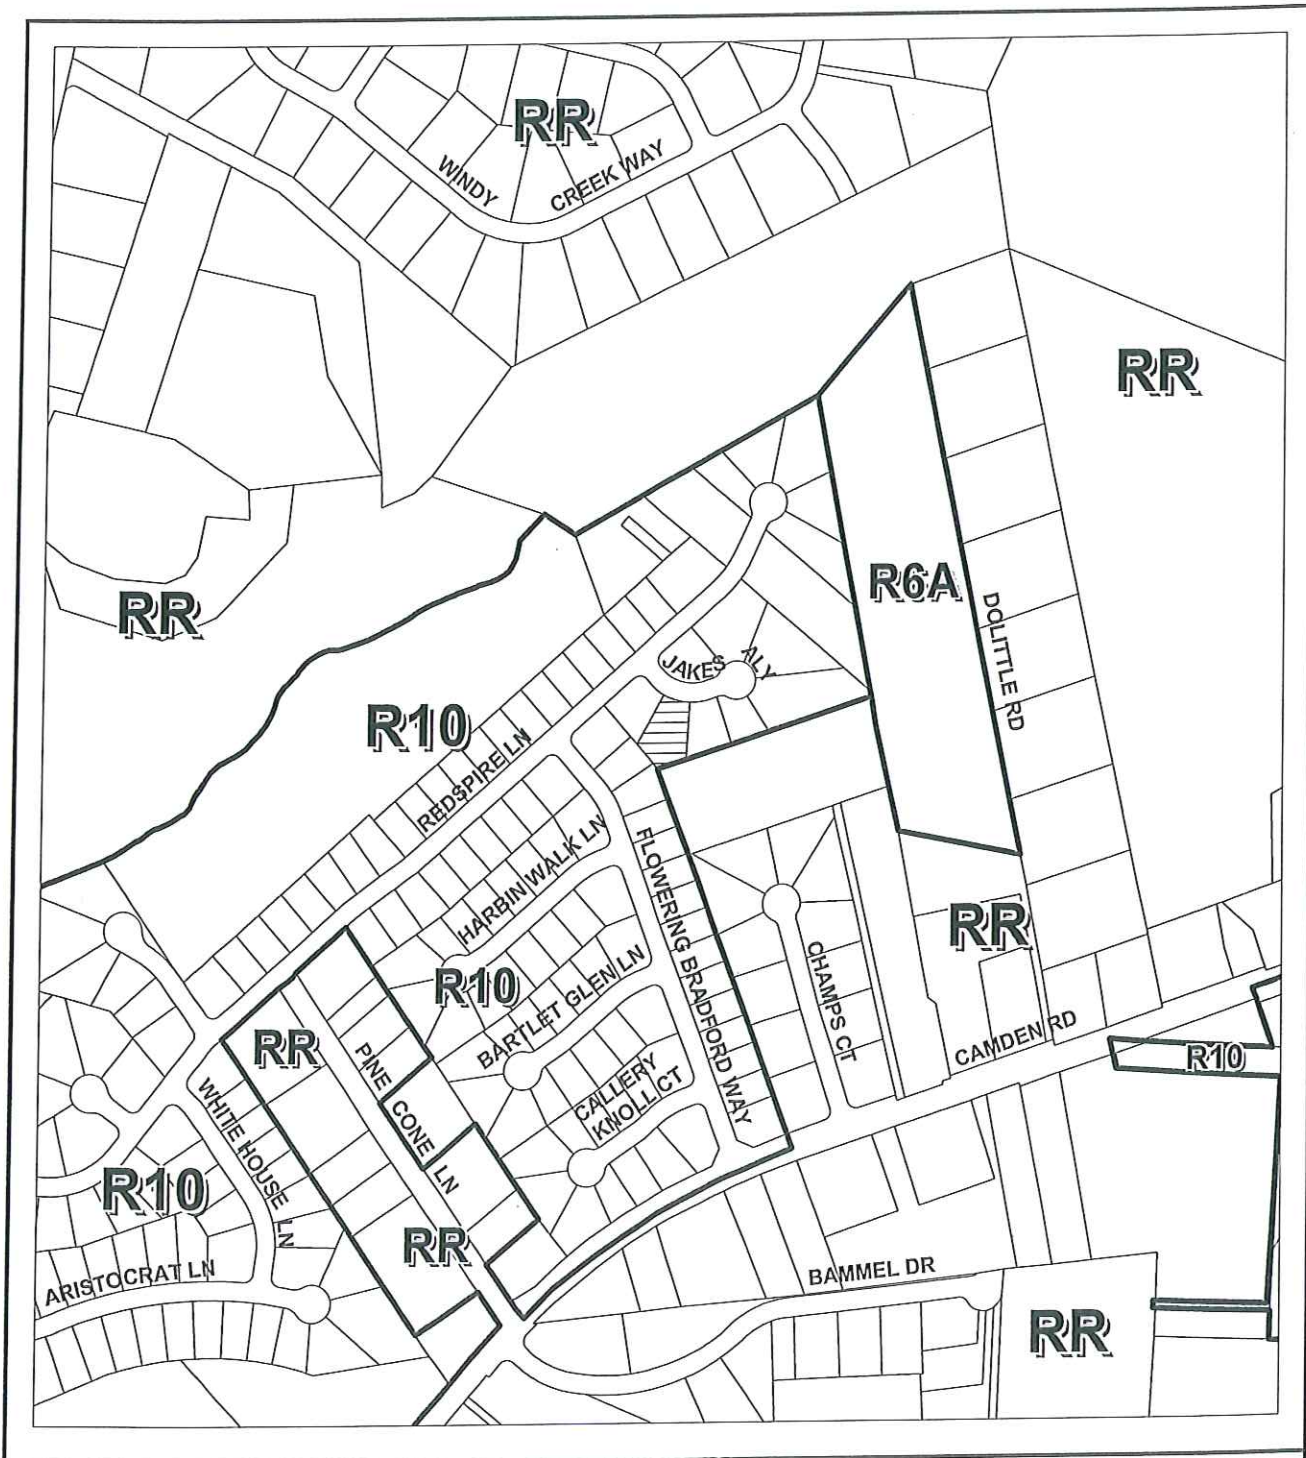 RR
WINDY
CREEK WAY
RR
R6A
DOLITTLE RD
RR
JAKES ALY
R10
REDSPIRE LN
HARBIN WALK LN
FLOWERING BRADFORD WAY
RR
R10
BARTLET GLEN LN
CHAMPS CT
RR
PINE CONE LN
CAMDEN RD
R10
CALLERY
KNOLL CT
WHITE HOUSE LN
R10
RR
ARISTOCRAT LN
BAMMEL DR
RR